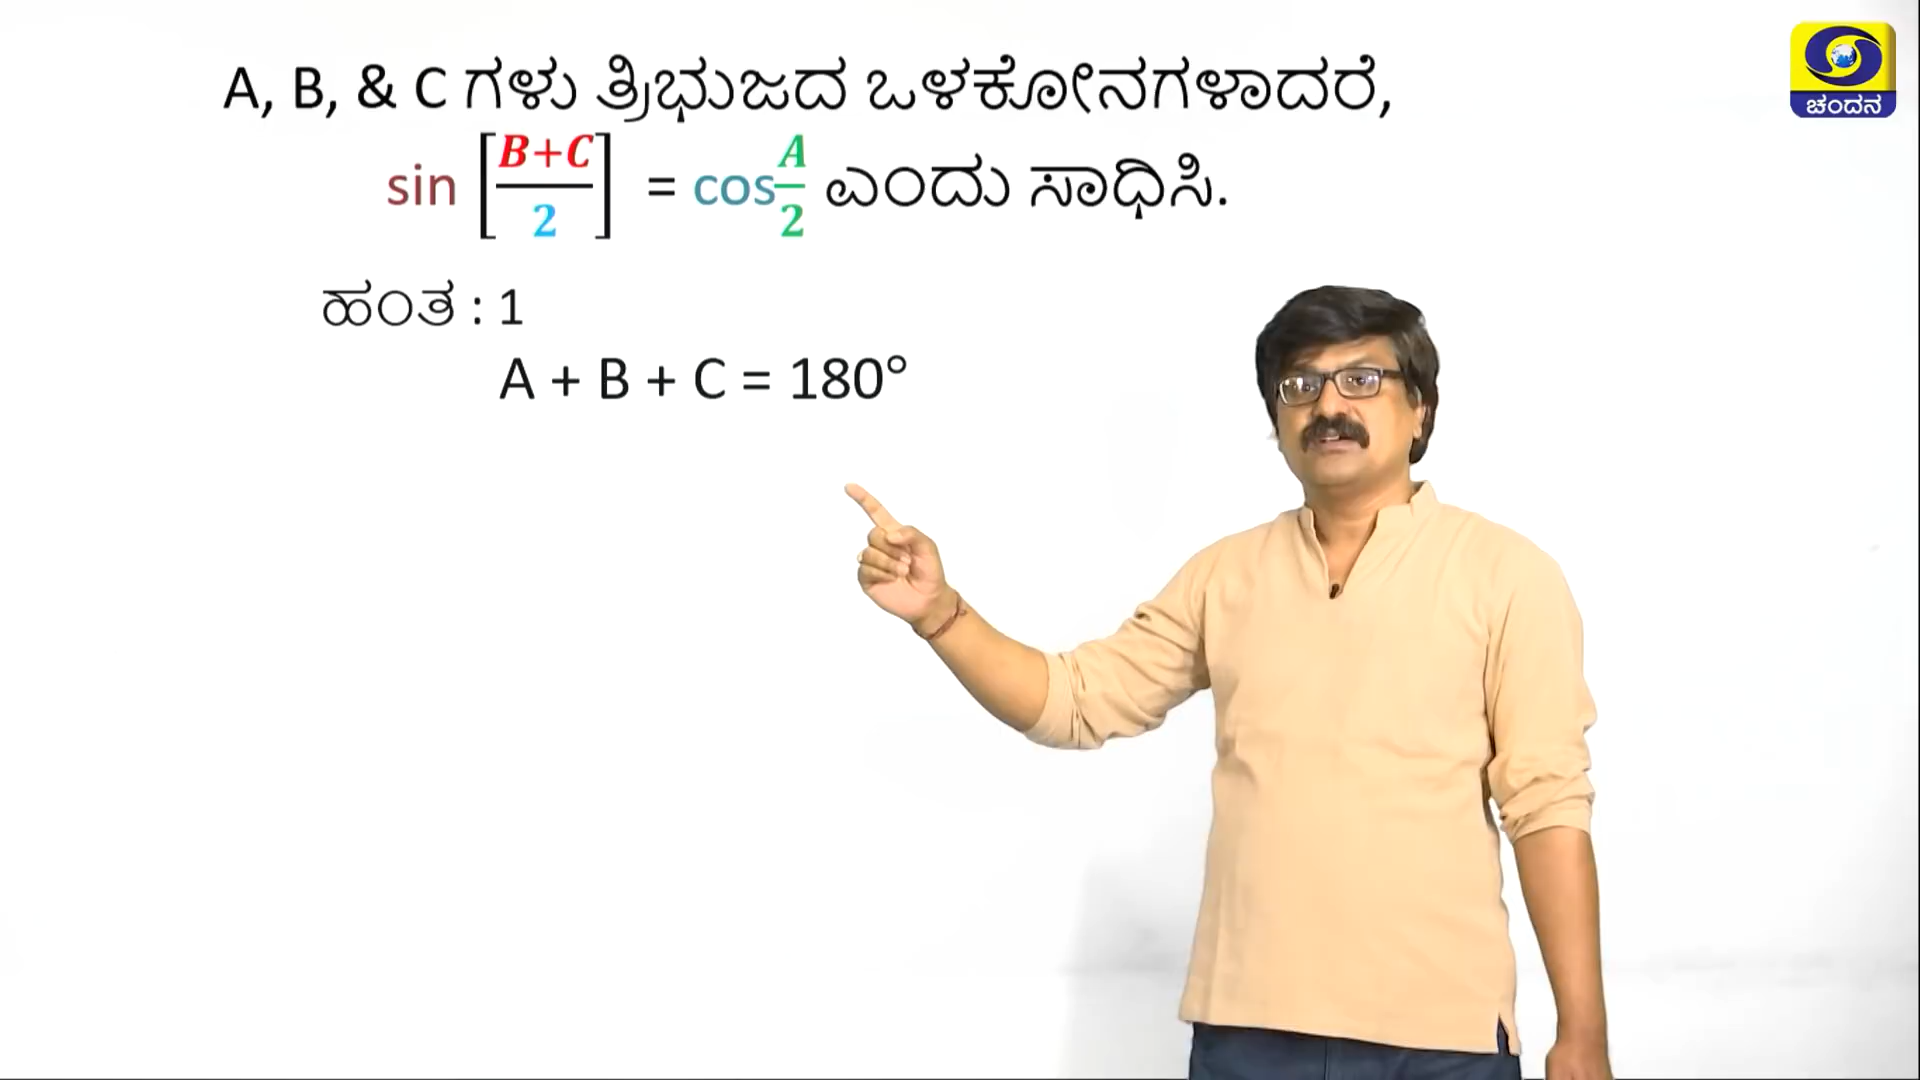 A, B, & C ಗಳು ತ್ರಿಭುಜದ ಒಳಕೋನಗಳಾದರೆ,
sin [B+C/2] = cos A/2 ಎಂದು ಸಾಧಿಸಿ.
ಹಂತ : 1
A + B + C = 180°
ಚಂದನ